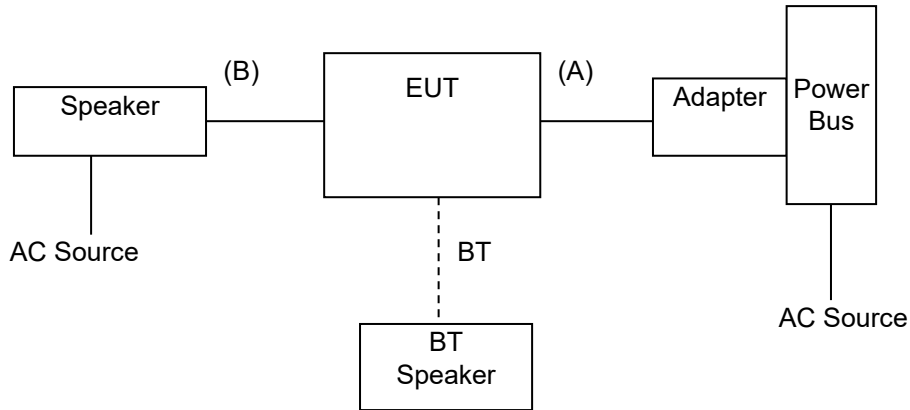 (B)
EUT
(A)
Speaker
Adapter
Power
Bus
AC Source
BT
AC Source
BT
Speaker